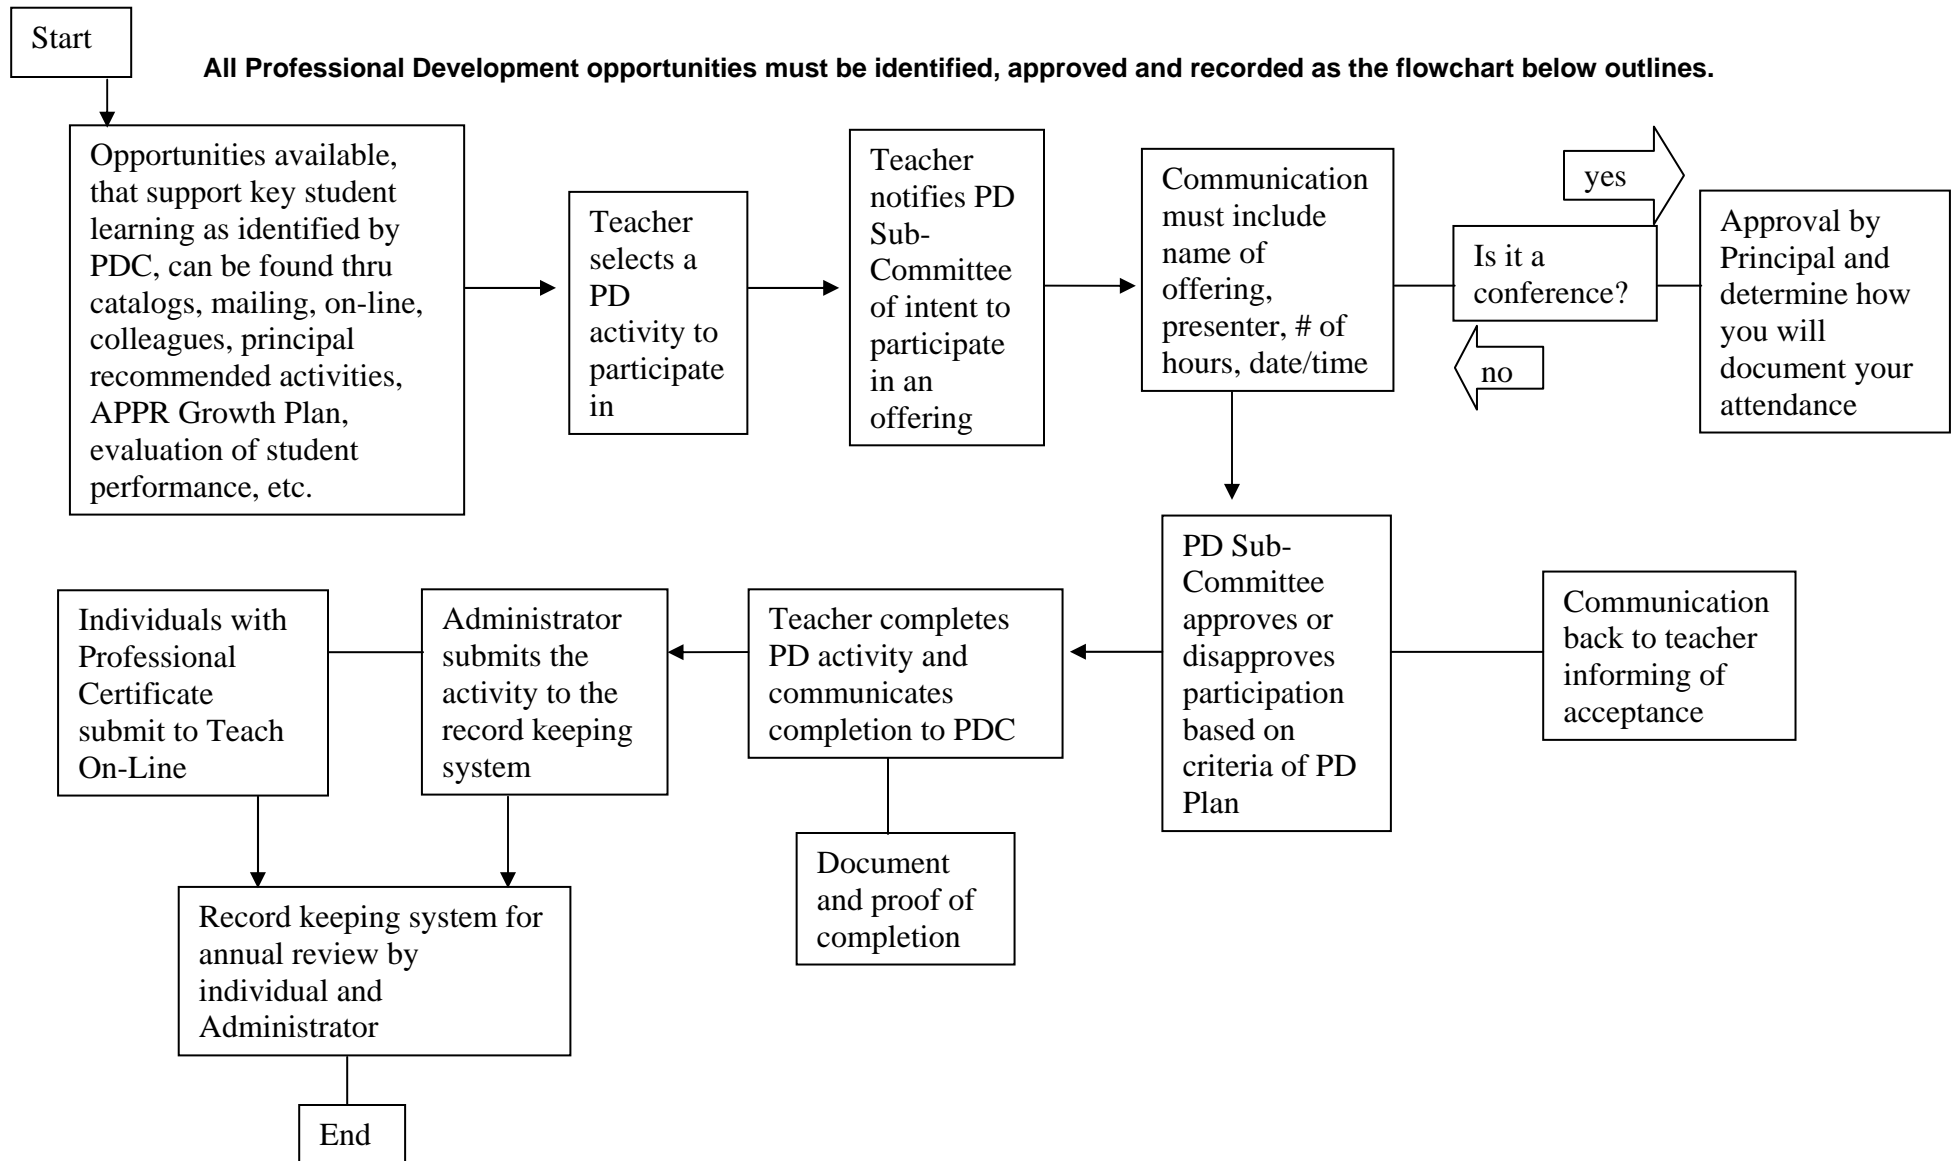 Start
All Professional Development opportunities must be identified, approved and recorded as the flowchart below outlines.
Opportunities available,
that support key student
learning as identified by
PDC, can be found thru
catalogs, mailing, on-line,
colleagues, principal
recommended activities,
APPR Growth Plan,
evaluation of student
performance, etc.
Teacher
selects a
PD
activity to
participate
in
Teacher
notifies PD
Sub-
Committee
of intent to
participate
in an
offering
Communication
must include
name of
offering,
presenter, # of
hours, date/time
Is it a
conference?
yes
no
Approval by
Principal and
determine how
you will
document your
attendance
PD Sub-
Committee
approves or
disapproves
participation
based on
criteria of PD
Plan
Communication
back to teacher
informing of
acceptance
Teacher completes
PD activity and
communicates
completion to PDC
Document
and proof of
completion
Administrator
submits the
activity to the
record keeping
system
Individuals with
Professional
Certificate
submit to Teach
On-Line
Record keeping system for
annual review by
individual and
Administrator
End